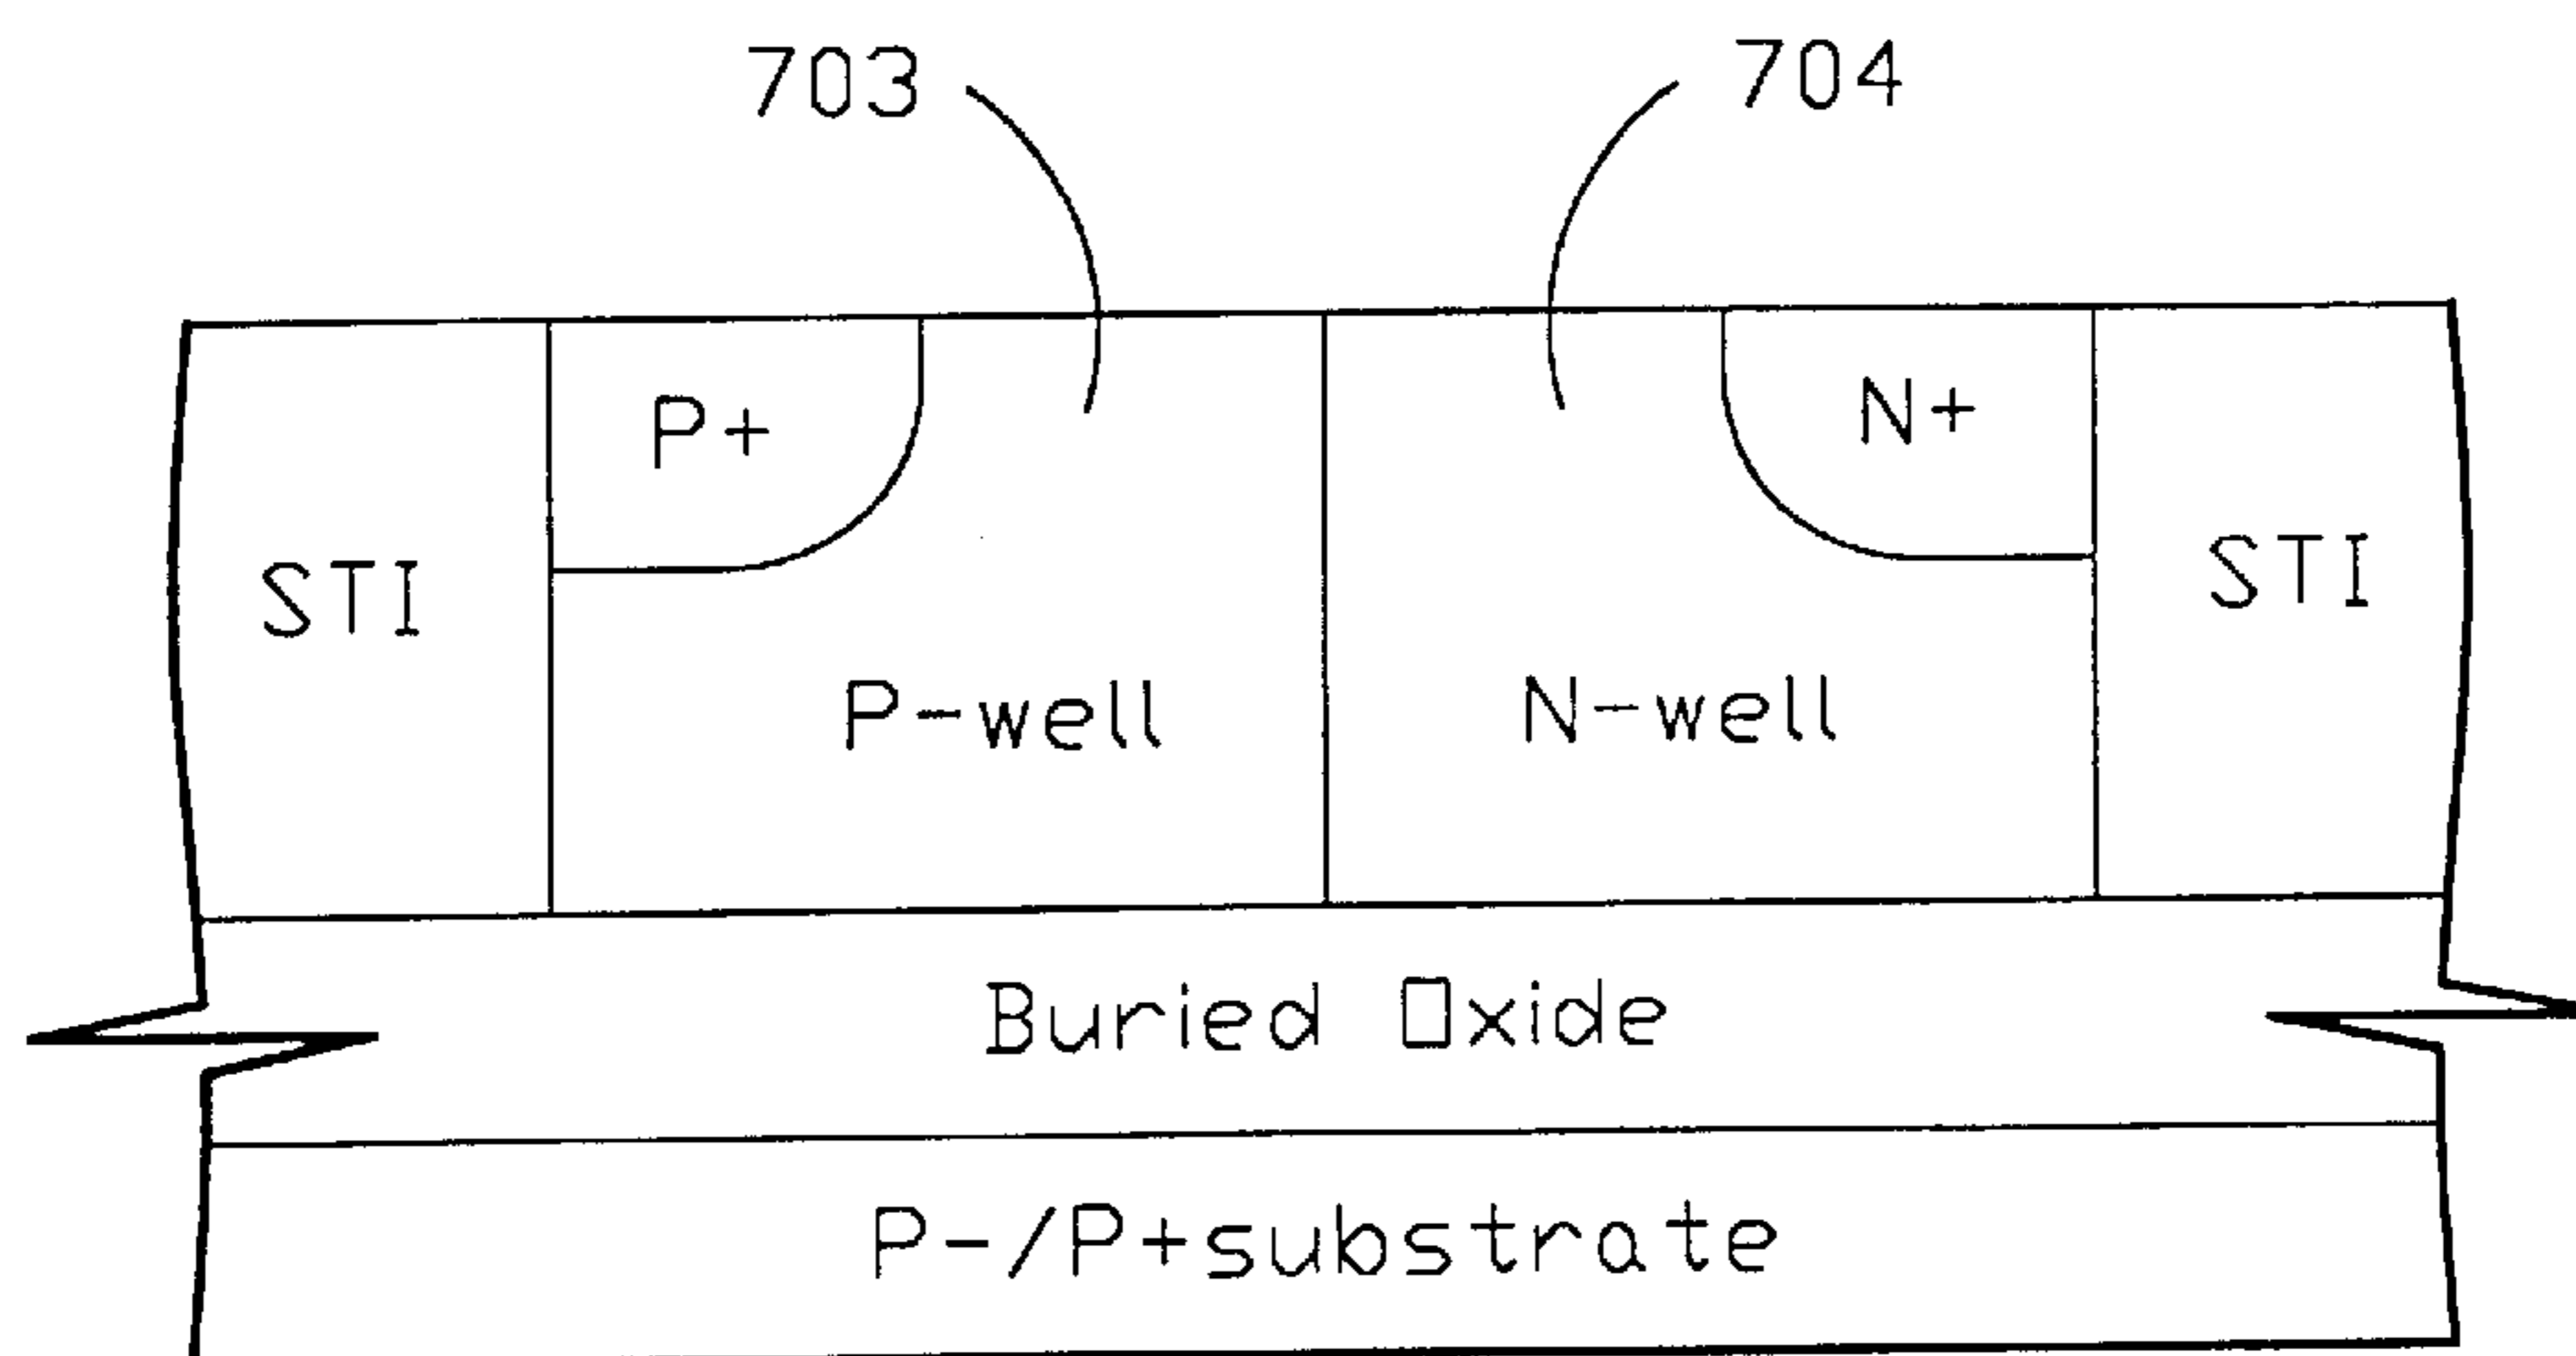 703 704
P+ N+
STI STI
P-well N-well
Buried Oxide
P-/P+substrate